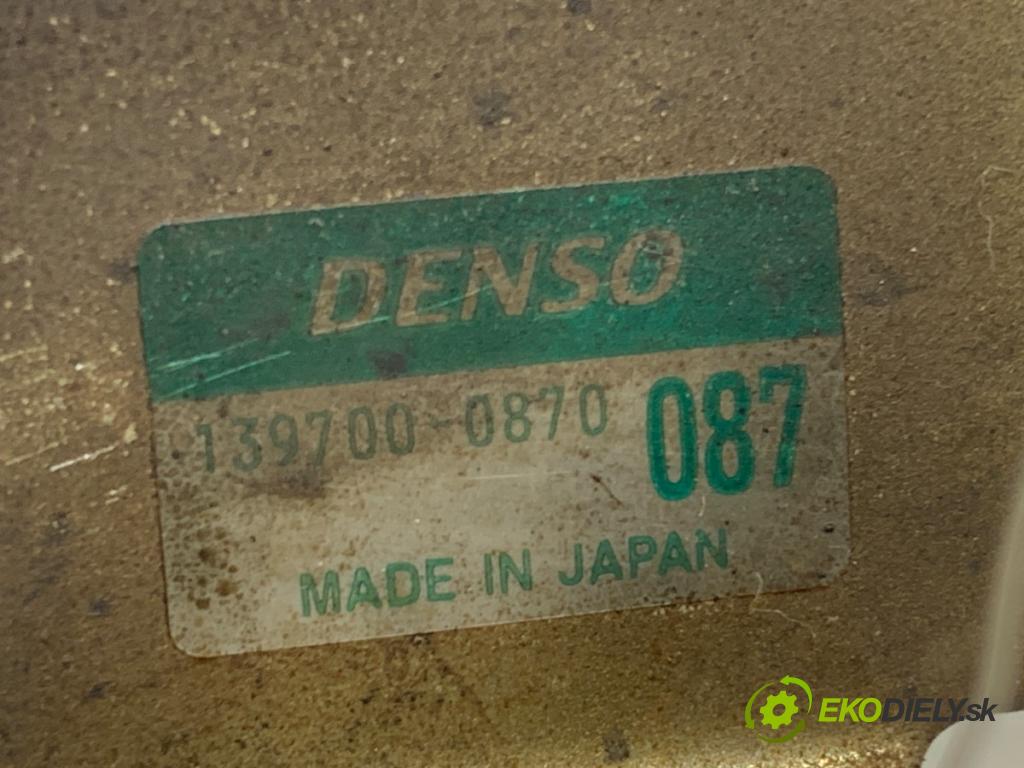 DENSO
139700-0870 087
MADE IN JAPAN
EKODIELY.sk